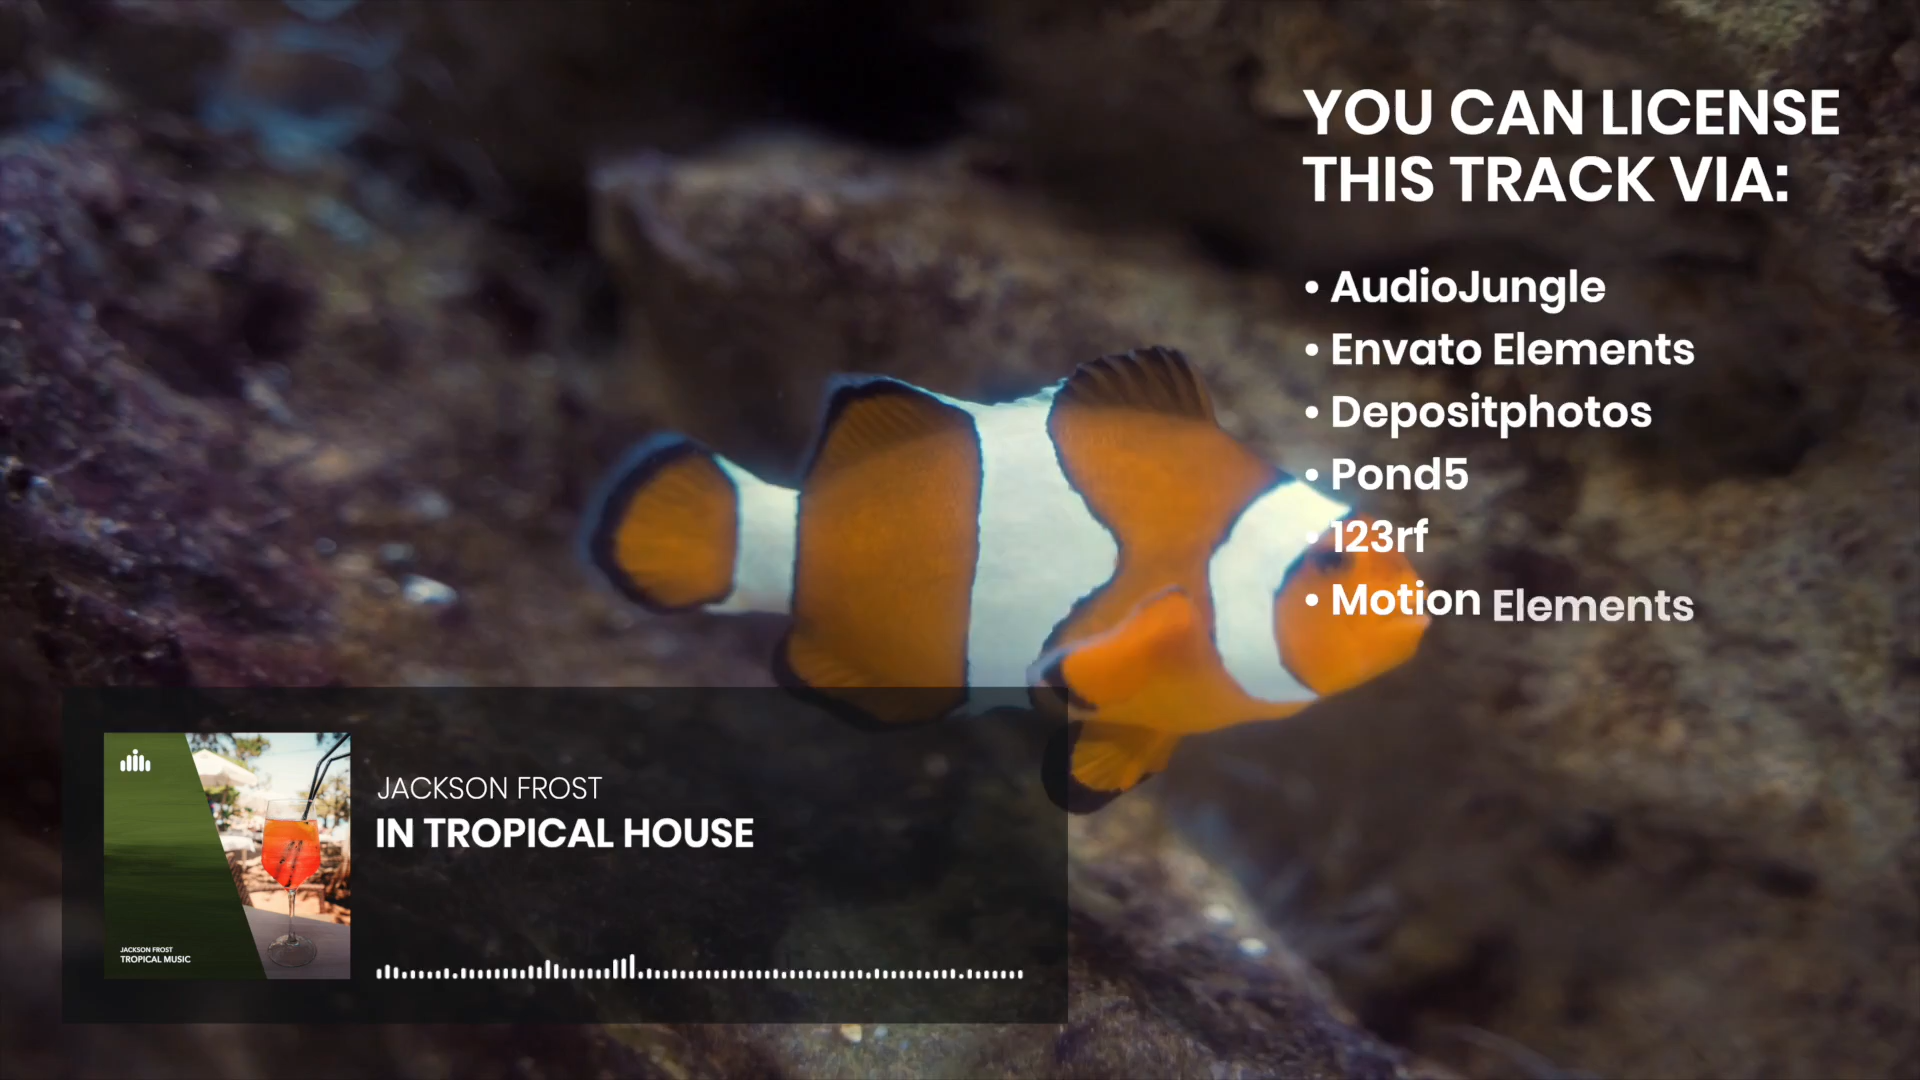 YOU CAN LICENSE
THIS TRACK VIA:
• AudioJungle
• Envato Elements
• Depositphotos
• Pond5
• 123rf
• Motion Elements
JACKSON FROST
IN TROPICAL HOUSE
JACKSON FROST
TROPICAL MUSIC